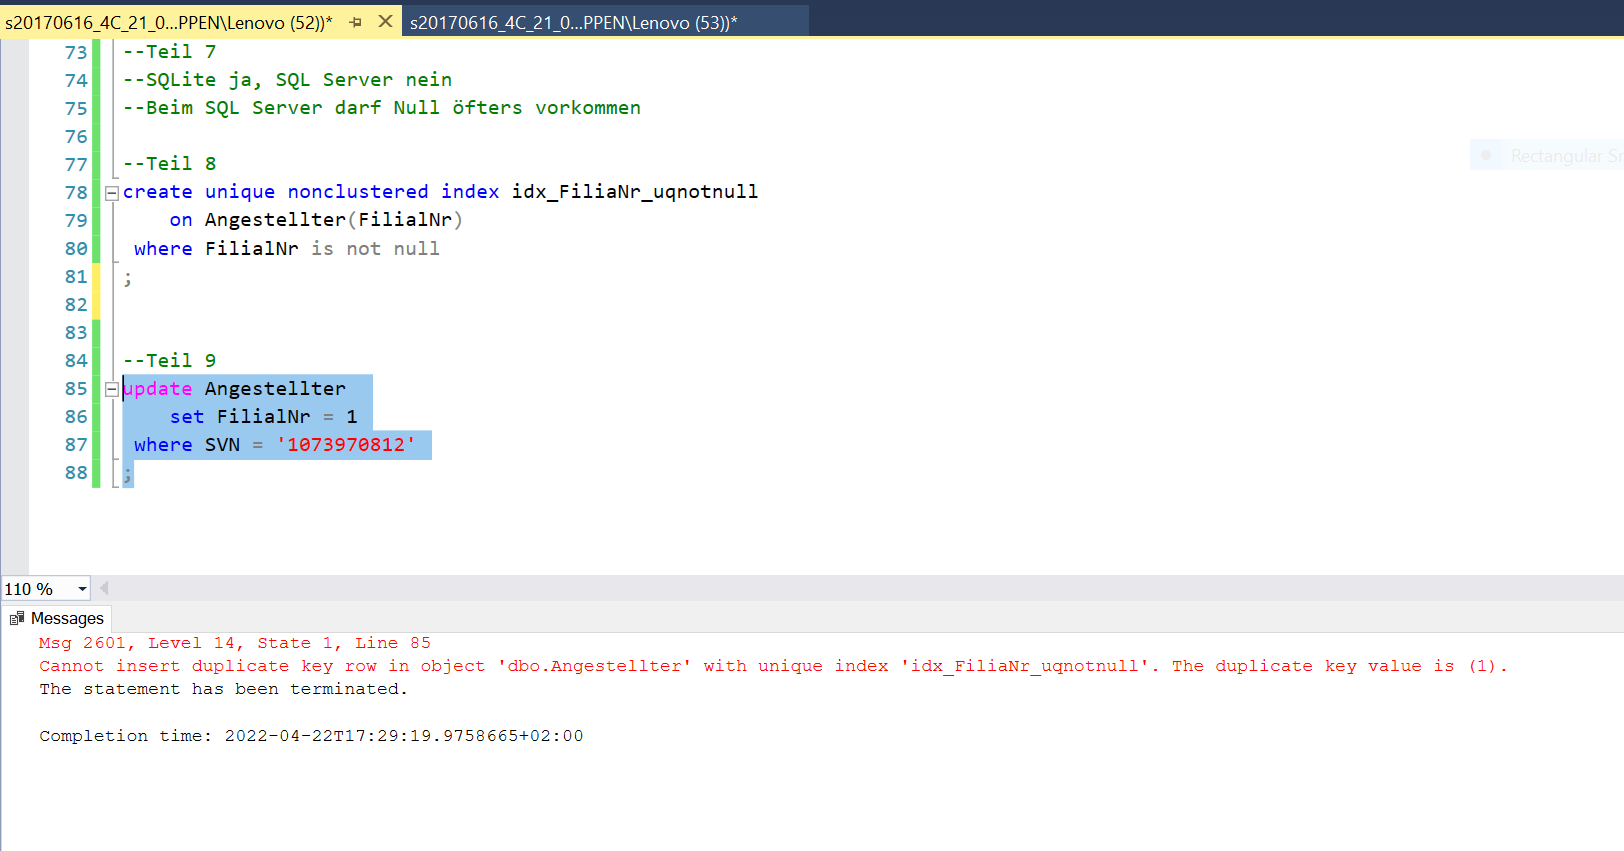 s20170616_4C_21_0...PPEN\Lenovo (52))* s20170616_4C_21_0...PPEN\Lenovo (53))*
73 --Teil 7
74 --SQLite ja, SQL Server nein
75 --Beim SQL Server darf Null öfters vorkommen
76
77 --Teil 8
78 create unique nonclustered index idx_FiliaNr_uqnotnull
79 on Angestellter(FilialNr)
80 where FilialNr is not null
81 ;
82
83
84 --Teil 9
85 update Angestellter
86 set FilialNr = 1
87 where SVN = '1073970812'
88 ;
Rectangular
110 %
Messages
Msg 2601, Level 14, State 1, Line 85
Cannot insert duplicate key row in object 'dbo.Angestellter' with unique index 'idx_FiliaNr_uqnotnull'. The duplicate key value is (1).
The statement has been terminated.
Completion time: 2022-04-22T17:29:19.9758665+02:00